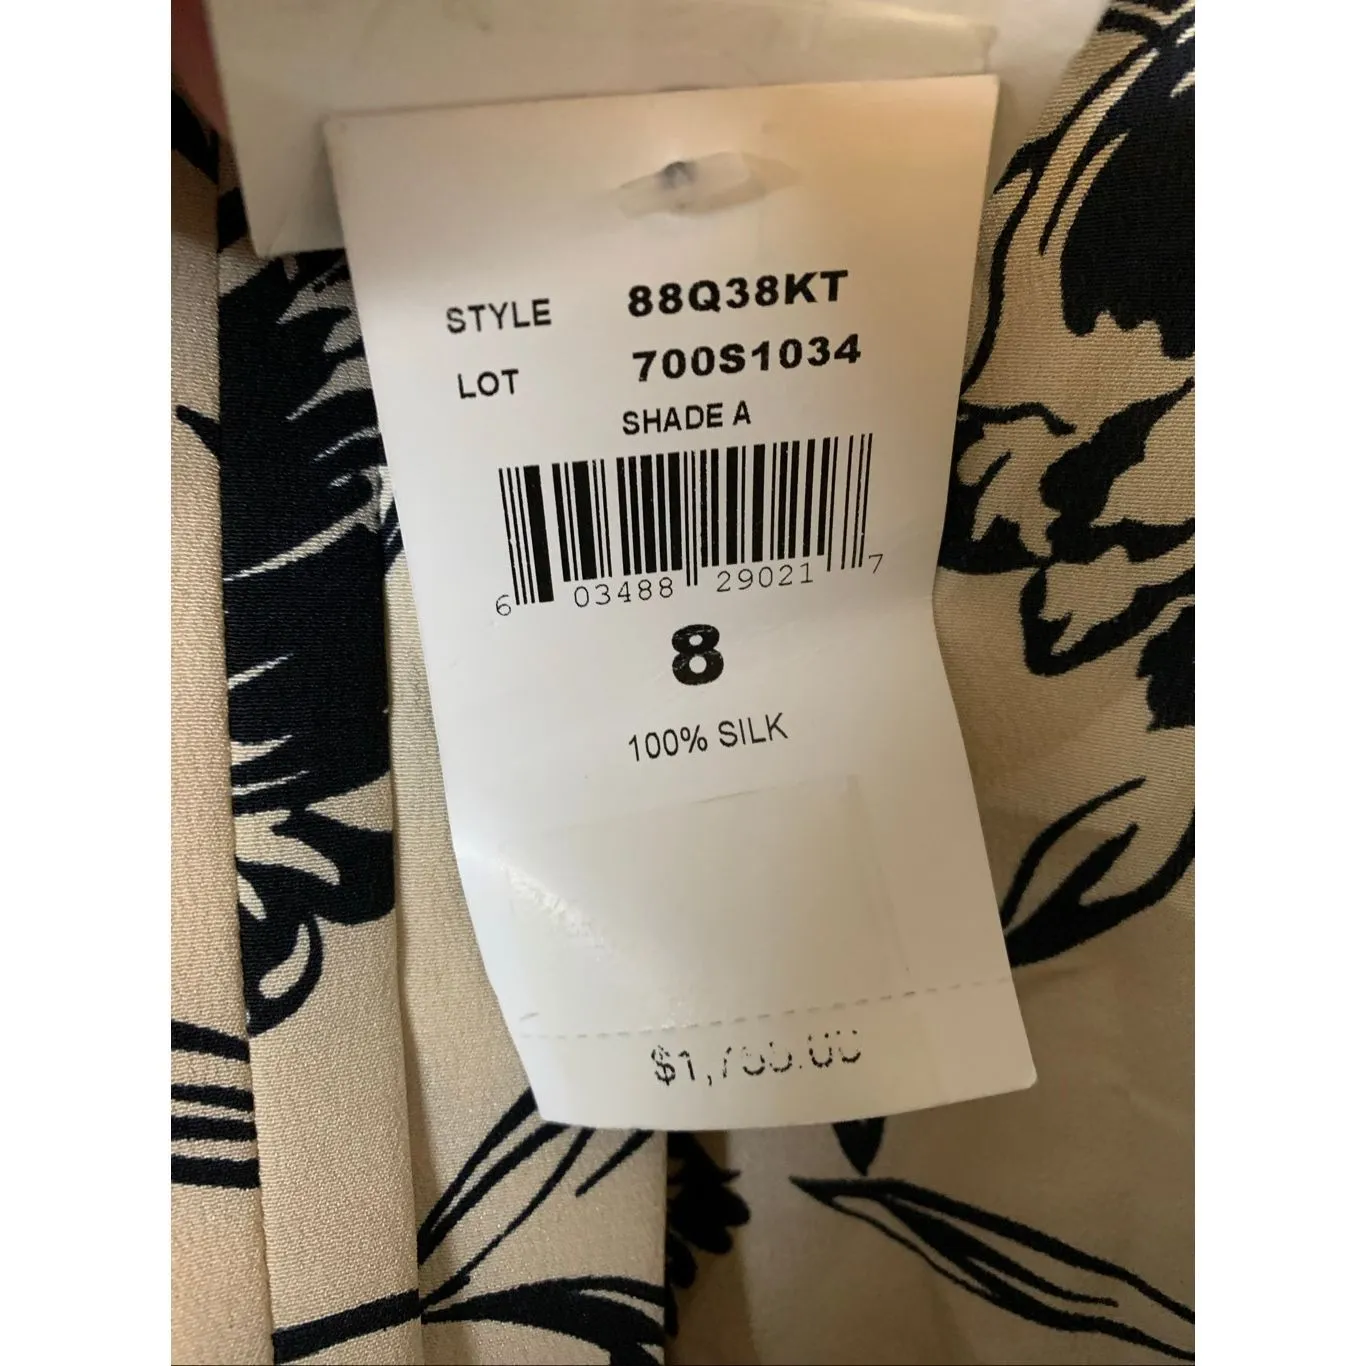 STYLE 88Q38KT
LOT 700S1034
SHADE A
6 03488 29021 7
8
100% SILK